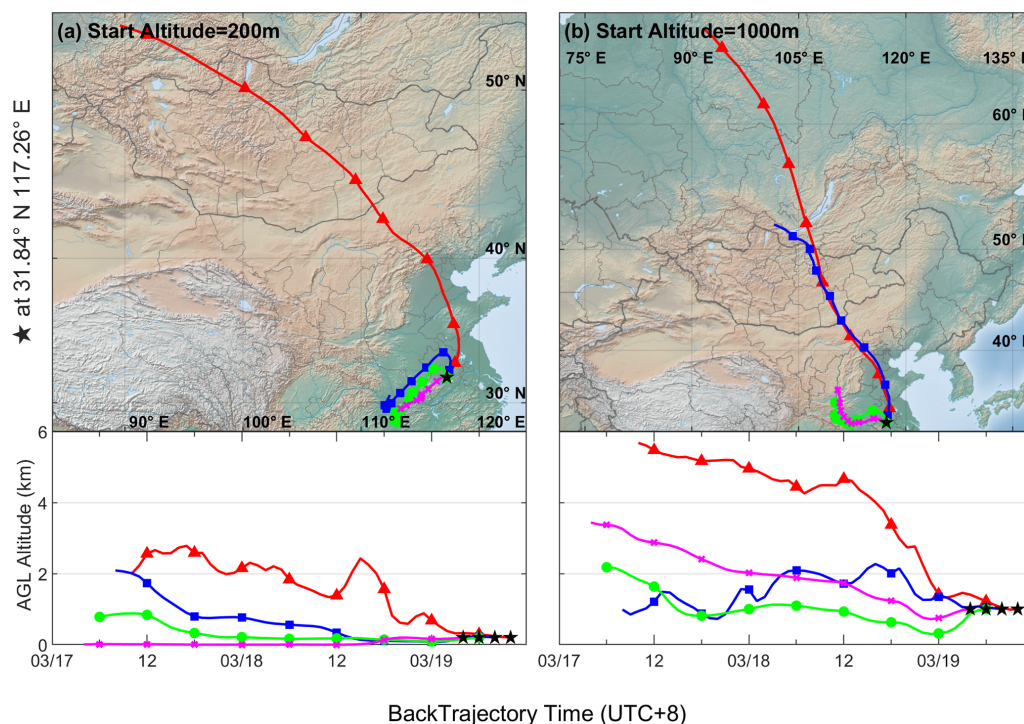 (a) Start Altitude=200m
(b) Start Altitude=1000m
75° E 90° E 105° E 120° E 135° E
50° N
60° N
50° N
40° N
40° N
30° N
90° E 100° E 110° E 120° E
★ at 31.84° N 117.26° E
6
4
2
0
AGL Altitude (km)
03/17 12 03/18 12 03/19
03/17 12 03/18 12 03/19
BackTrajectory Time (UTC+8)